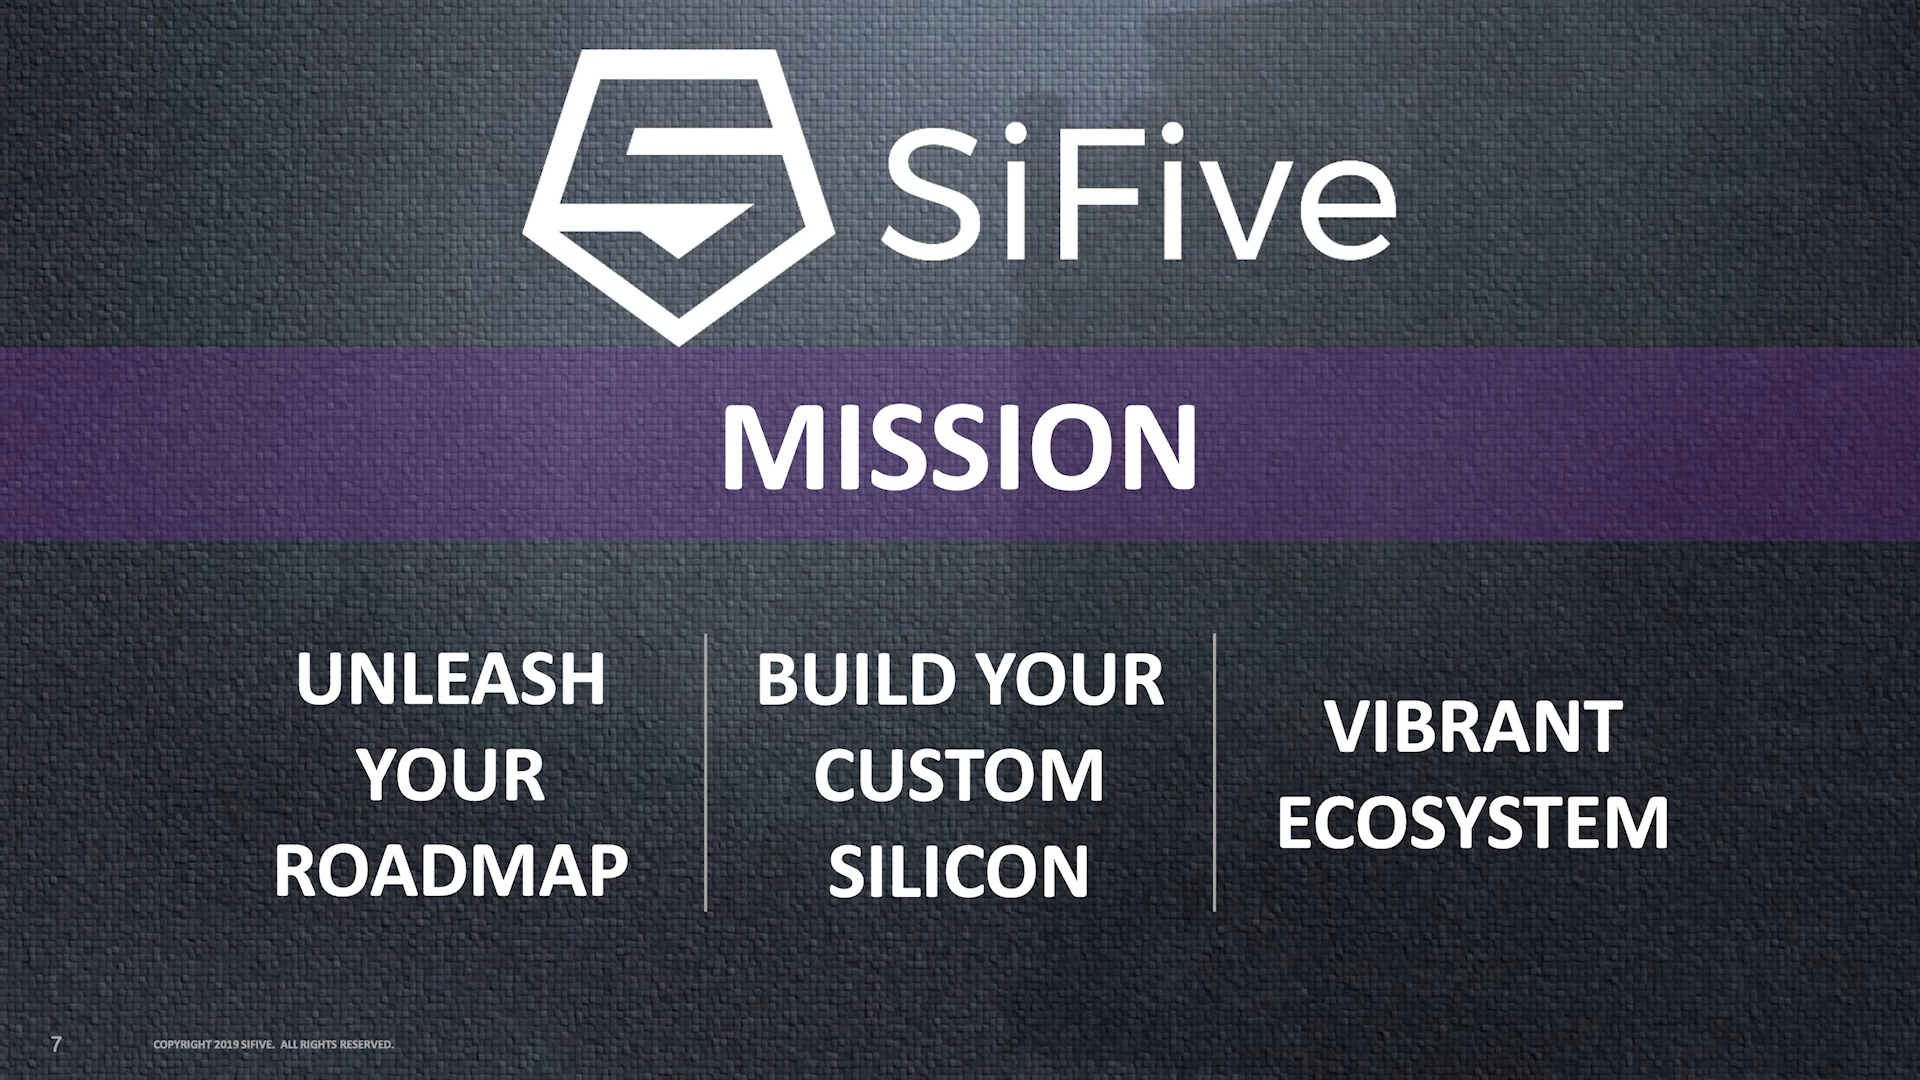 SiFive
MISSION
UNLEASH
YOUR
ROADMAP
BUILD YOUR
CUSTOM
SILICON
VIBRANT
ECOSYSTEM
7
COPYRIGHT 2019 SIFIVE. ALL RIGHTS RESERVED.